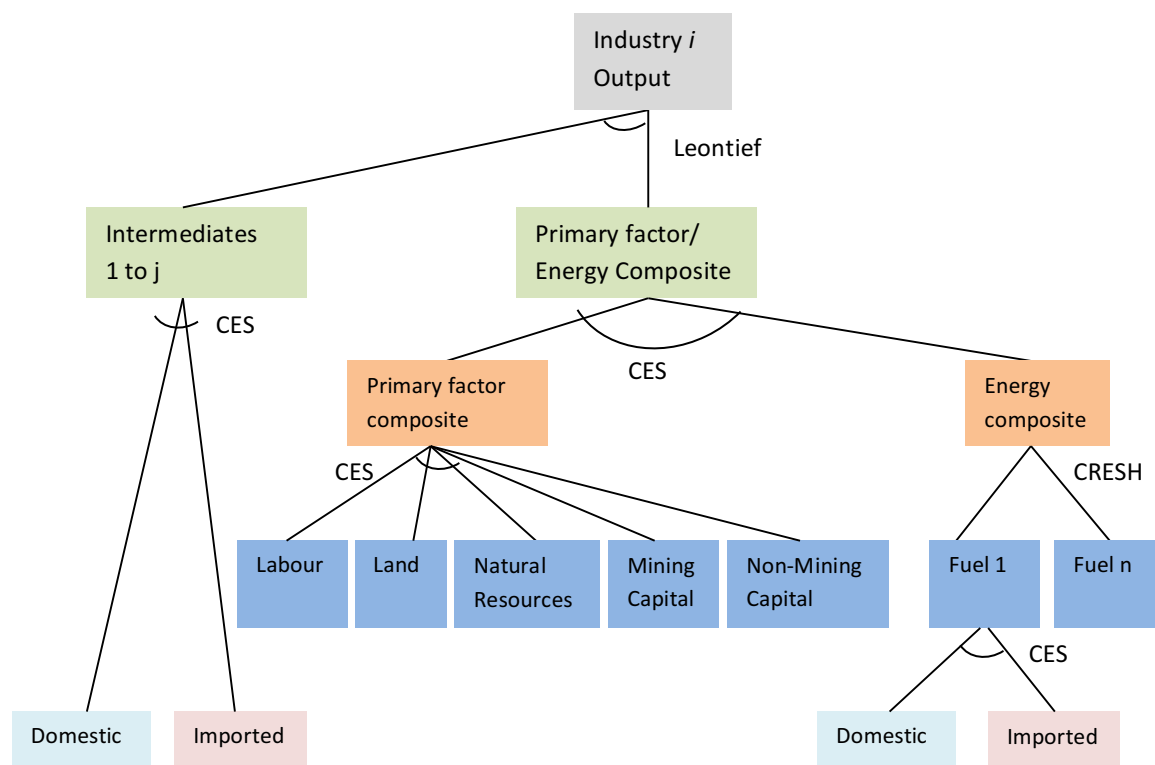 Industry i
Output
Leontief
Intermediates
1 to j
Primary factor/
Energy Composite
CES
CES
Primary factor
composite
Energy
composite
CES
CRESH
Labour
Land
Natural
Resources
Mining
Capital
Non-Mining
Capital
Fuel 1
Fuel n
CES
Domestic
Imported
Domestic
Imported